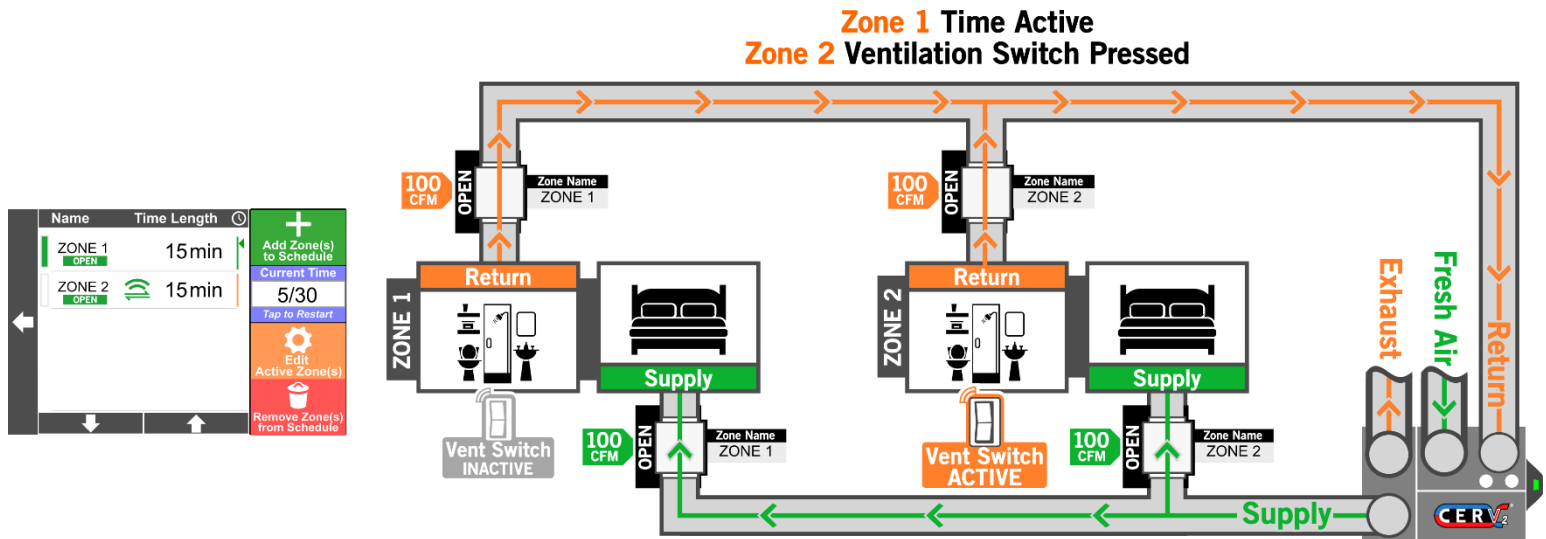 Zone 1 Time Active
Zone 2 Ventilation Switch Pressed
Name Time Length
ZONE 1 15min
OPEN
ZONE 2 15min
OPEN
Add Zone(s)
to Schedule
Current Time
5/30
Tap to Restart
Edit
Active Zone(s)
Remove Zone(s)
from Schedule
100
CFM
OPEN
Zone Name
ZONE 1
100
CFM
OPEN
Zone Name
ZONE 2
ZONE 1
Return
Supply
Vent Switch
INACTIVE
ZONE 2
Return
Supply
Vent Switch
ACTIVE
100
CFM
OPEN
Zone Name
ZONE 1
100
CFM
OPEN
Zone Name
ZONE 2
Exhaust
Fresh Air
Return
Supply
CERV2